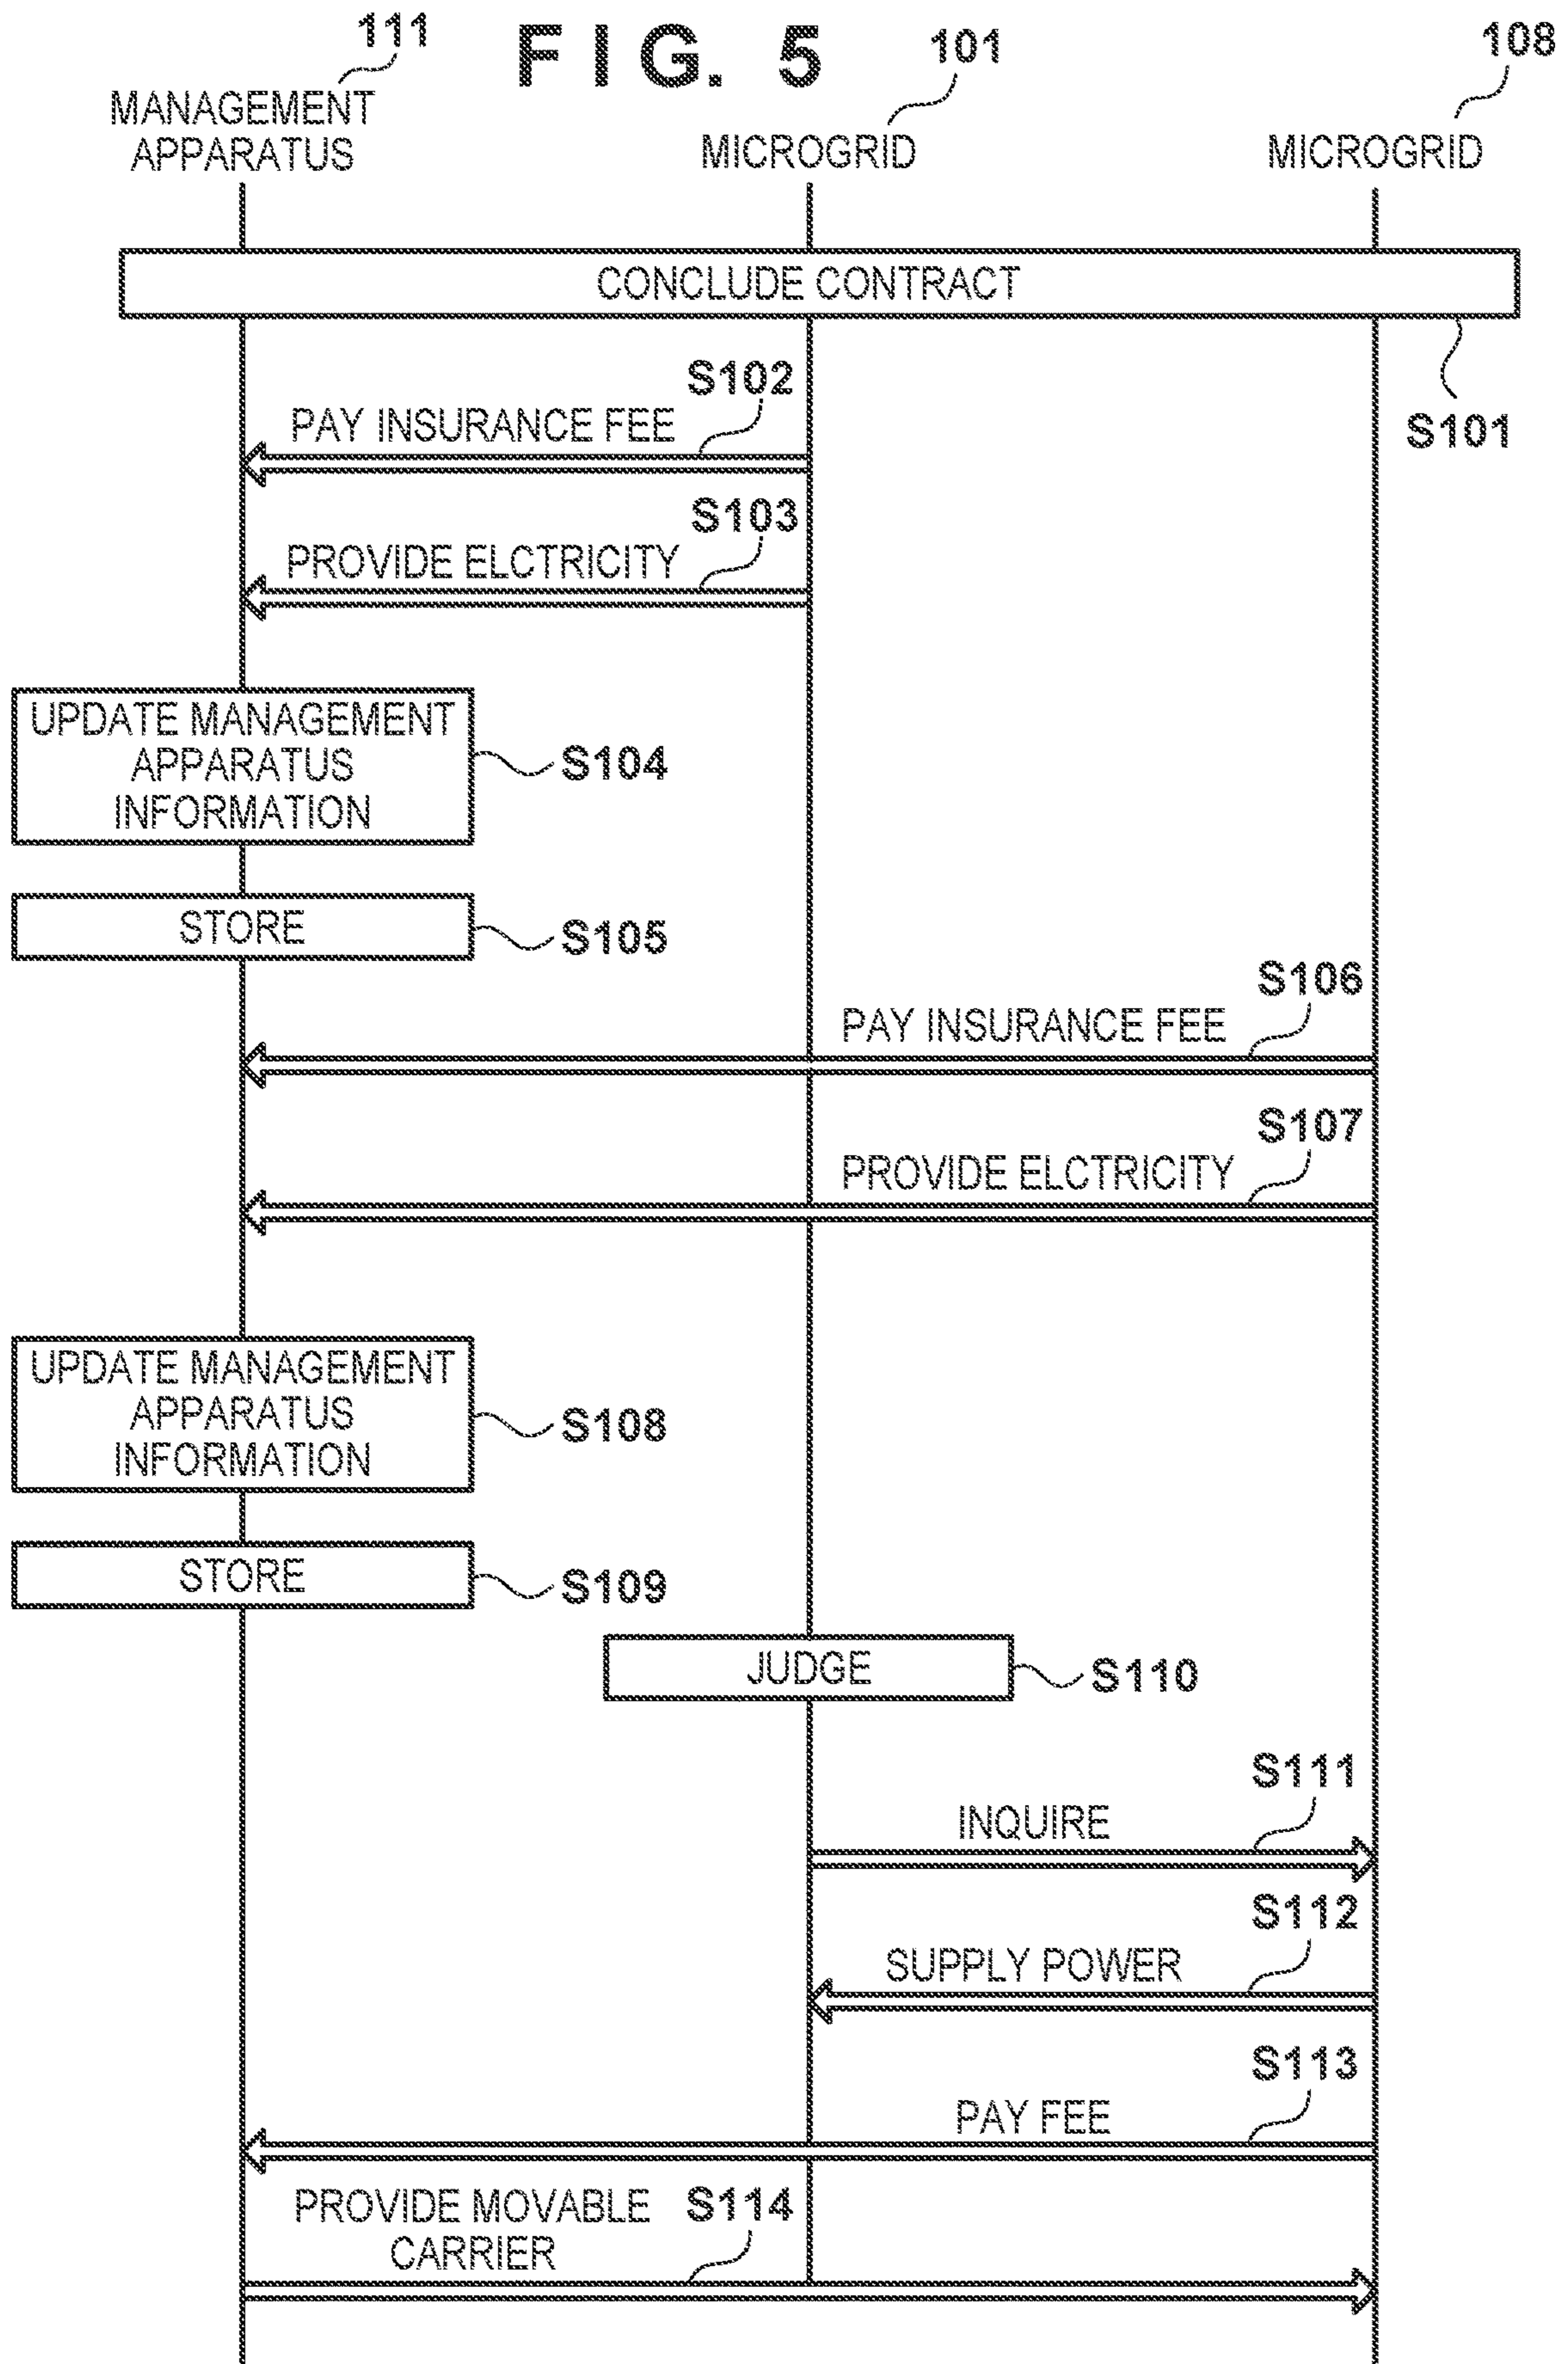 FIG. 5
111
MANAGEMENT
APPARATUS
101
MICROGRID
108
MICROGRID
CONCLUDE CONTRACT
S101
S102
PAY INSURANCE FEE
S103
PROVIDE ELCTRICITY
UPDATE MANAGEMENT
APPARATUS
INFORMATION
S104
STORE
S105
S106
PAY INSURANCE FEE
S107
PROVIDE ELCTRICITY
UPDATE MANAGEMENT
APPARATUS
INFORMATION
S108
STORE
S109
JUDGE
S110
S111
INQUIRE
S112
SUPPLY POWER
S113
PAY FEE
PROVIDE MOVABLE
CARRIER
S114